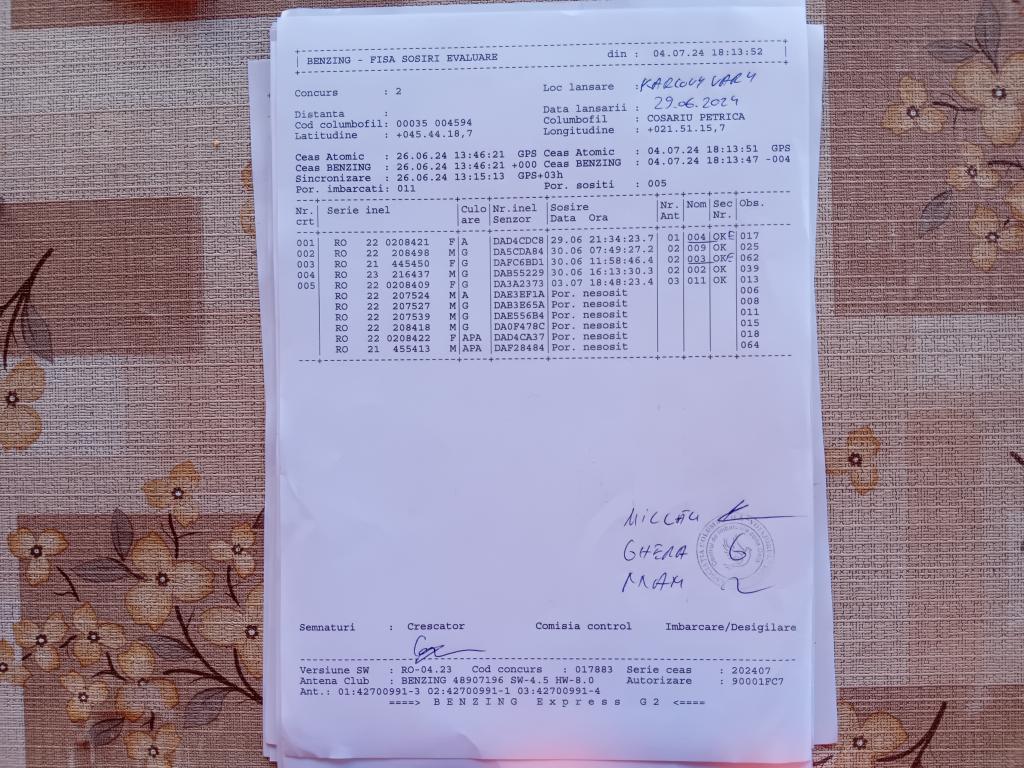 BENZING - FISA SOSIRI EVALUARE din : 04.07.24 18:13:52
Concurs : 2 Loc lansare : KARLOVY VARY
Distanta : Data lansarii : 29.06.2024
Cod columbofil: 00035 004594 Columbofil : COSARIU PETRICA
Latitudine : +045.44.18,7 Longitudine : +021.51.15,7
Ceas Atomic : 26.06.24 13:46:21 GPS Ceas Atomic : 04.07.24 18:13:51 GPS
Ceas BENZING : 26.06.24 13:46:21 +000 Ceas BENZING : 04.07.24 18:13:47 -004
Sincronizare : 26.06.24 13:15:13 GPS+03h
Por. imbarcati: 011 Por. sositi : 005
Nr. Serie inel Culo Nr.inel Sosire Nr. Nom Sec Obs.
crt are Senzor Data Ora Ant Nr.
001 RO 22 0208421 F A DAD4CDC8 29.06 21:34:23.7 01 004 OKE 017
002 RO 22 208498 M G DA5CDA84 30.06 07:49:27.2 02 009 OK 025
003 RO 21 445450 F G DAFC6BD1 30.06 11:58:46.4 02 003 OKE 062
004 RO 23 216437 M G DAB55229 30.06 16:13:30.3 02 002 OK 039
005 RO 22 0208409 F G DA3A2373 03.07 18:48:23.4 03 011 OK 013
RO 22 207524 M A DAE3EF1A Por. nesosit 006
RO 22 207527 M G DAB3E65A Por. nesosit 008
RO 22 207539 M G DAE556B4 Por. nesosit 011
RO 22 208418 M G DA0F478C Por. nesosit 015
RO 22 0208422 F APA DAD4CA37 Por. nesosit 018
RO 21 455413 M APA DAF28484 Por. nesosit 064
GHERA
Semnaturi : Crescator Comisia control Imbarcare/Desigilare
Versiune SW : RO-04.23 Cod concurs : 017883 Serie ceas : 202407
Antena Club : BENZING 48907196 SW-4.5 HW-8.0 Autorizare : 90001FC7
Ant.: 01:42700991-3 02:42700991-1 03:42700991-4
====> B E N Z I N G E x p r e s s G 2 <====